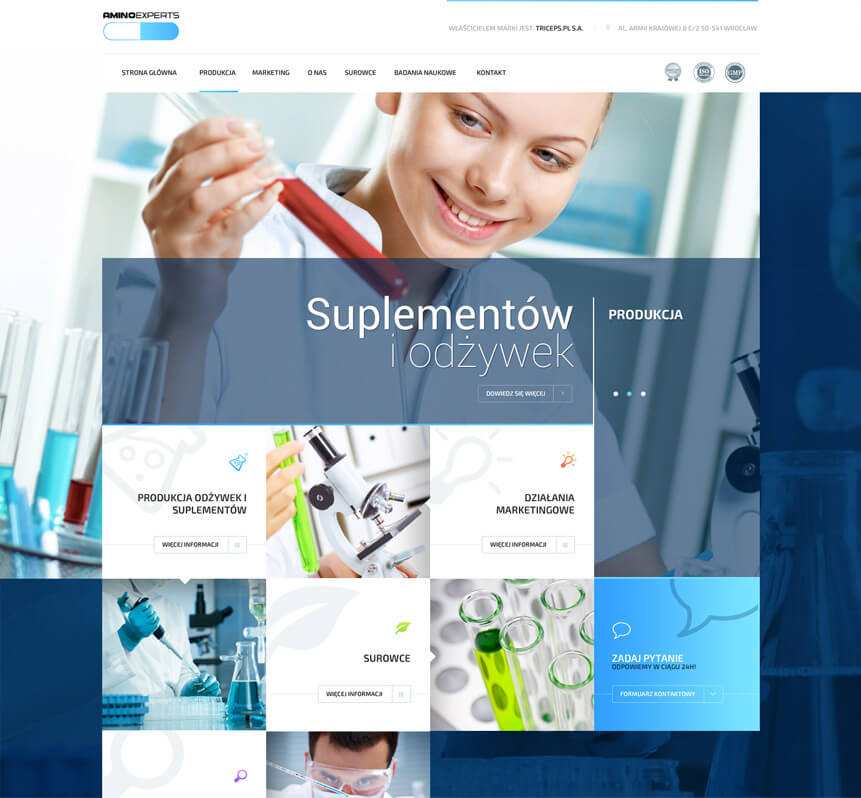 AMINOEXPERTS
WŁAŚCICIELEM MARKI JEST: TRICEPS.PL S.A.
AL. ARMII KRAJOWEJ 8 C/2 50-541 WROCŁAW
STRONA GŁÓWNA
PRODUKCJA
MARKETING
O NAS
SUROWCE
BADANIA NAUKOWE
KONTAKT
ISO
GMP
Suplementów
i odżywek
DOWIEDZ SIĘ WIĘCEJ
PRODUKCJA
PRODUKCJA ODŻYWEK I
SUPLEMENTÓW
WIĘCEJ INFORMACJI
DZIAŁANIA
MARKETINGOWE
WIĘCEJ INFORMACJI
SUROWCE
WIĘCEJ INFORMACJI
ZADAJ PYTANIE
ODPOWIEMY W CIĄGU 24H!
FORMUARZ KONTAKTOWY